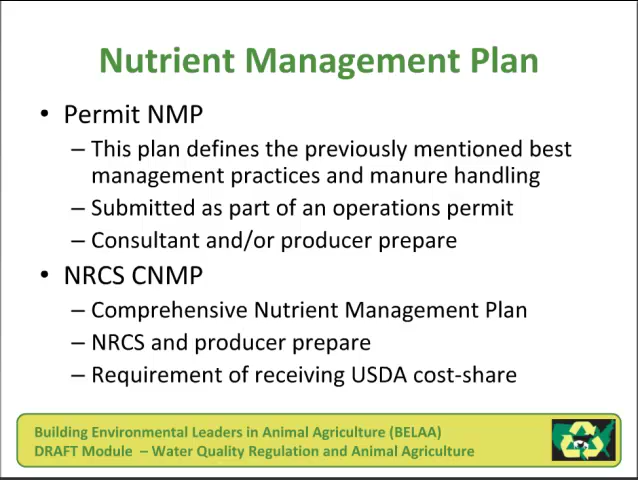 Nutrient Management Plan
• Permit NMP
– This plan defines the previously mentioned best
management practices and manure handling
– Submitted as part of an operations permit
– Consultant and/or producer prepare
• NRCS CNMP
– Comprehensive Nutrient Management Plan
– NRCS and producer prepare
– Requirement of receiving USDA cost-share
Building Environmental Leaders in Animal Agriculture (BELAA)
DRAFT Module – Water Quality Regulation and Animal Agriculture